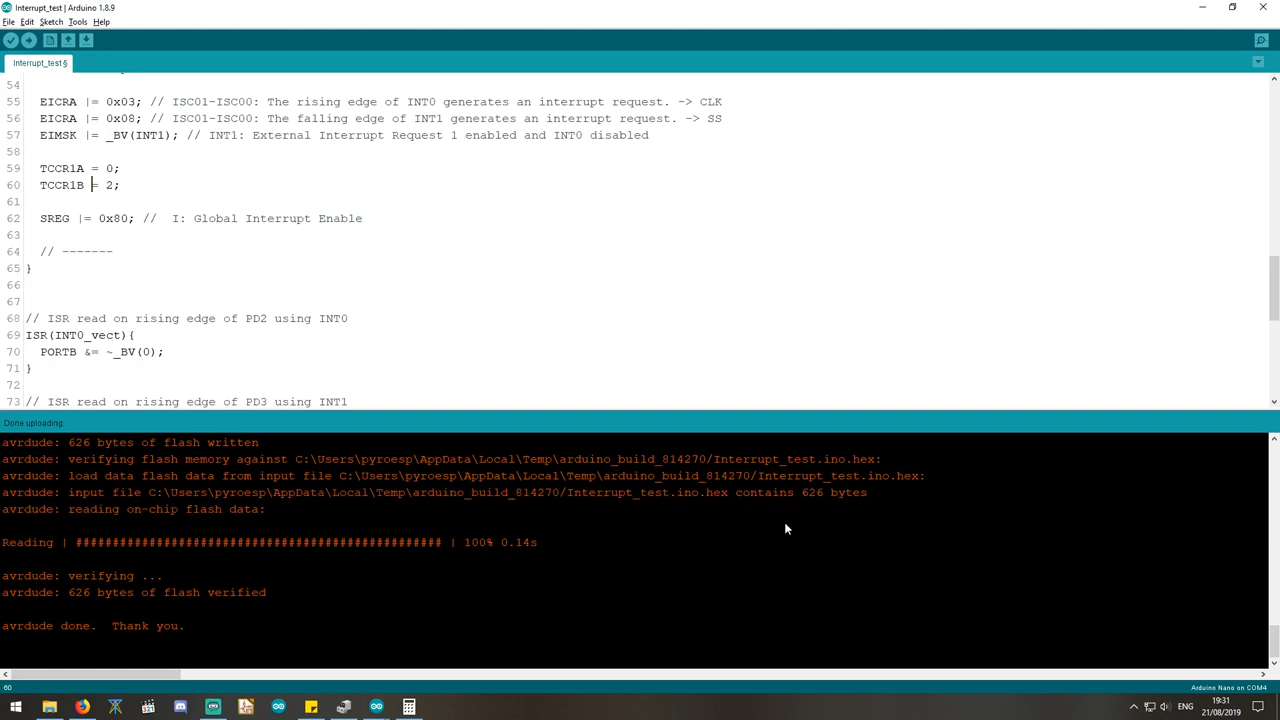 Interrupt_test | Arduino 1.8.9
File Edit Sketch Tools Help
Interrupt_test §
54
55 EICRA |= 0x03; // ISC01-ISC00: The rising edge of INT0 generates an interrupt request. -> CLK
56 EICRA |= 0x08; // ISC01-ISC00: The falling edge of INT1 generates an interrupt request. -> SS
57 EIMSK |= _BV(INT1); // INT1: External Interrupt Request 1 enabled and INT0 disabled
58
59 TCCR1A = 0;
60 TCCR1B = 2;
61
62 SREG |= 0x80; //  I: Global Interrupt Enable
63
64 // -------
65 }
66
67
68 // ISR read on rising edge of PD2 using INT0
69 ISR(INT0_vect){
70 PORTB &= ~_BV(0);
71 }
72
73 // ISR read on rising edge of PD3 using INT1
Done uploading.
avrdude: 626 bytes of flash written
avrdude: verifying flash memory against C:\Users\pyroesp\AppData\Local\Temp\arduino_build_814270/Interrupt_test.ino.hex:
avrdude: load data flash data from input file C:\Users\pyroesp\AppData\Local\Temp\arduino_build_814270/Interrupt_test.ino.hex:
avrdude: input file C:\Users\pyroesp\AppData\Local\Temp\arduino_build_814270/Interrupt_test.ino.hex contains 626 bytes
avrdude: reading on-chip flash data:
Reading | ################################################## | 100% 0.14s
avrdude: verifying ...
avrdude: 626 bytes of flash verified
avrdude done.  Thank you.
60
Arduino Nano on COM4
ENG
19:31
21/08/2019